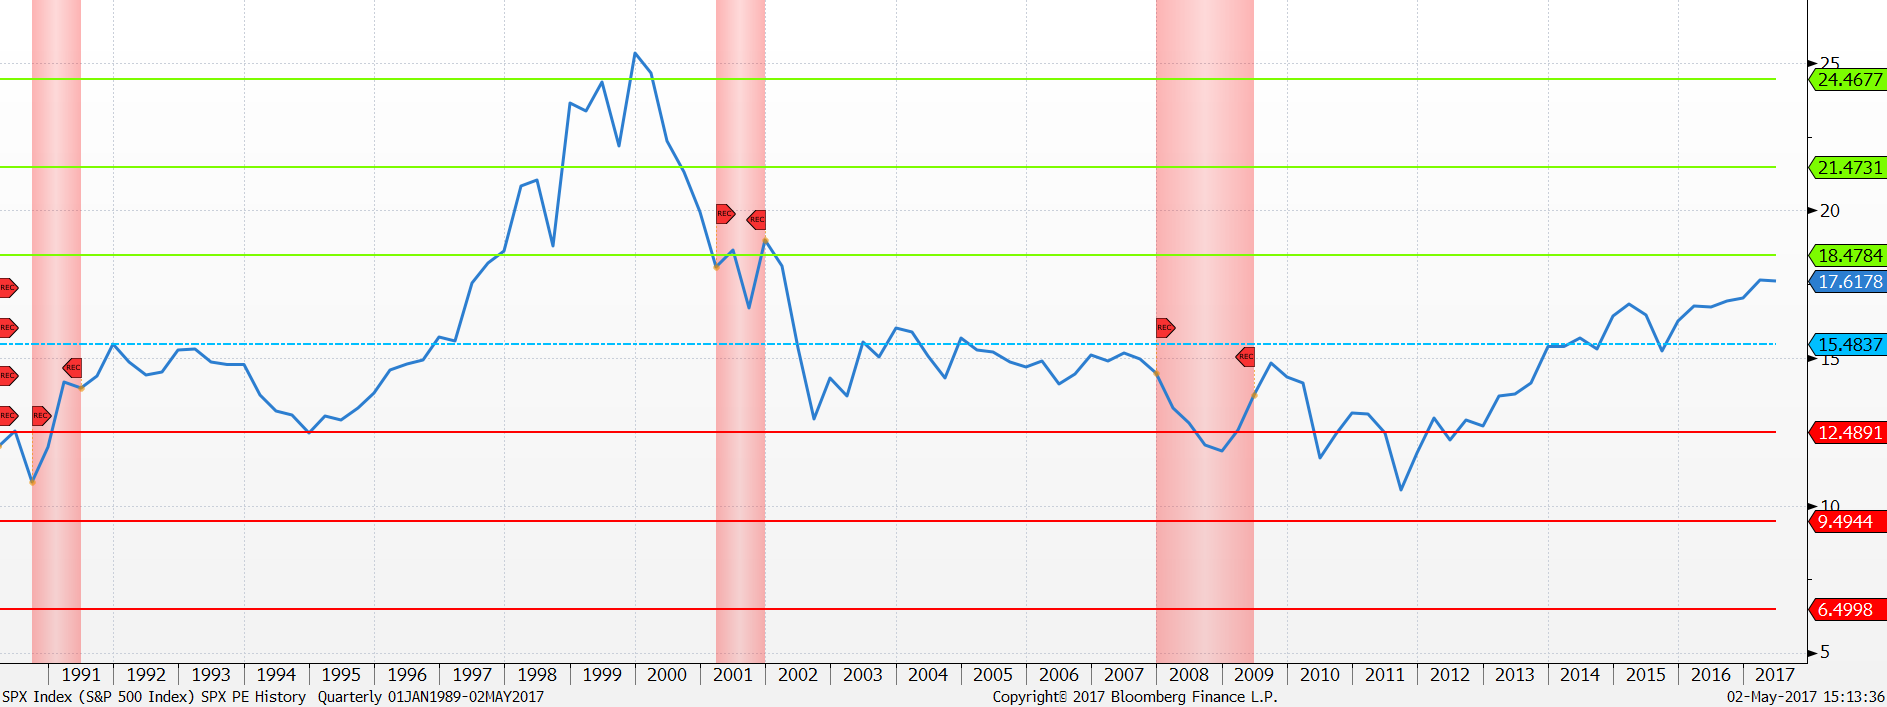 25
24.4677
21.4731
REC
REC
20
18.4784
17.6178
REC
REC
REC
15.4837
15
REC
REC
REC
REC
REC
12.4891
10
9.4944
6.4998
5
1991 1992 1993 1994 1995 1996 1997 1998 1999 2000 2001 2002 2003 2004 2005 2006 2007 2008 2009 2010 2011 2012 2013 2014 2015 2016 2017
SPX Index (S&P 500 Index) SPX PE History Quarterly 01JAN1989-02MAY2017 Copyright© 2017 Bloomberg Finance L.P. 02-May-2017 15:13:36